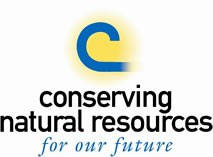 conserving
natural resources
for our future